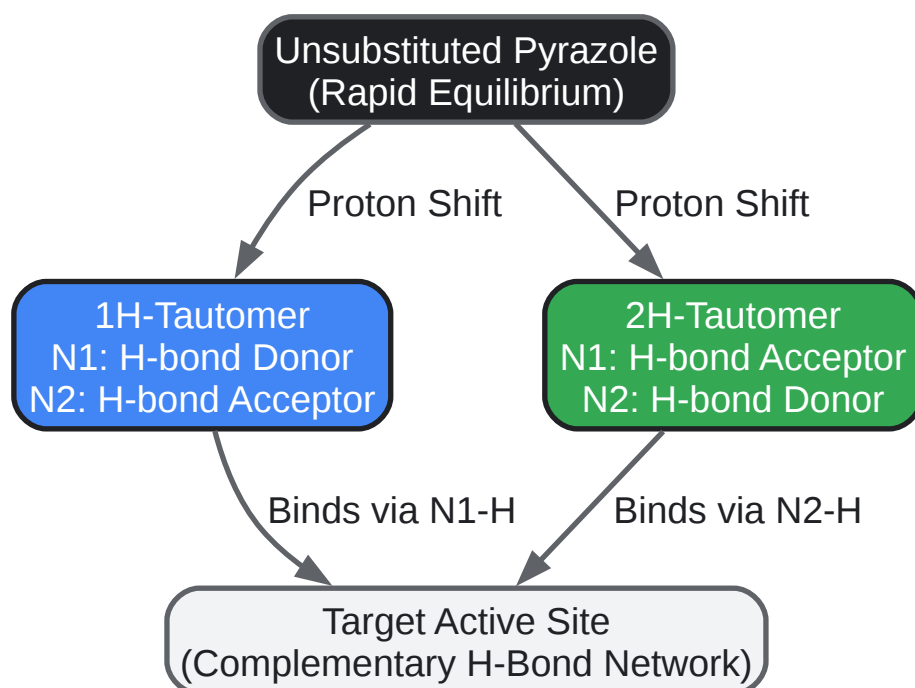 Unsubstituted Pyrazole
(Rapid Equilibrium)
Proton Shift
Proton Shift
1H-Tautomer
N1: H-bond Donor
N2: H-bond Acceptor
2H-Tautomer
N1: H-bond Acceptor
N2: H-bond Donor
Binds via N1-H
Binds via N2-H
Target Active Site
(Complementary H-Bond Network)